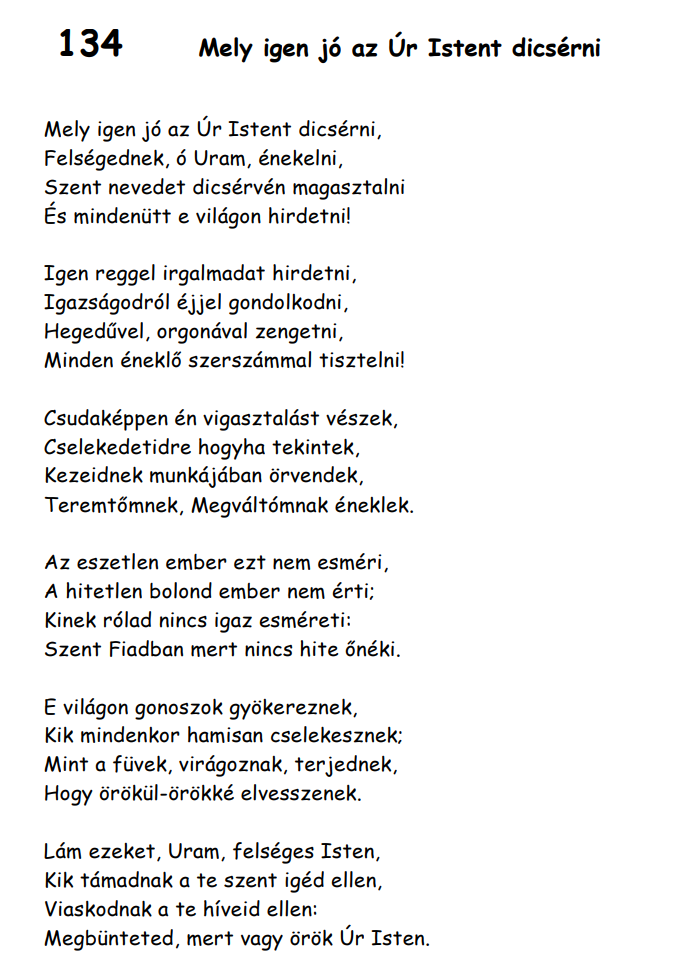 134 Mely igen jó az Úr Istent dicsérni
Mely igen jó az Úr Istent dicsérni,
Felségednek, ó Uram, énekelni,
Szent nevedet dicsérvén magasztalni
És mindenütt e világon hirdetni!
Igen reggel irgalmadat hirdetni,
Igazságodról éjjel gondolkodni,
Hegedűvel, orgonával zengetni,
Minden éneklő szerszámmal tisztelni!
Csudaképpen én vigasztalást vészek,
Cselekedetidre hogyha tekintek,
Kezeidnek munkájában örvendek,
Teremtőmnek, Megváltómnak éneklek.
Az eszetlen ember ezt nem esméri,
A hitetlen bolond ember nem érti;
Kinek rólad nincs igaz esméreti:
Szent Fiadban mert nincs hite őnéki.
E világon gonoszok gyökereznek,
Kik mindenkor hamisan cselekesznek;
Mint a füvek, virágoznak, terjednek,
Hogy örökül-örökké elvesszenek.
Lám ezeket, Uram, felséges Isten,
Kik támadnak a te szent igéd ellen,
Viaskodnak a te híveid ellen:
Megbünteted, mert vagy örök Úr Isten.